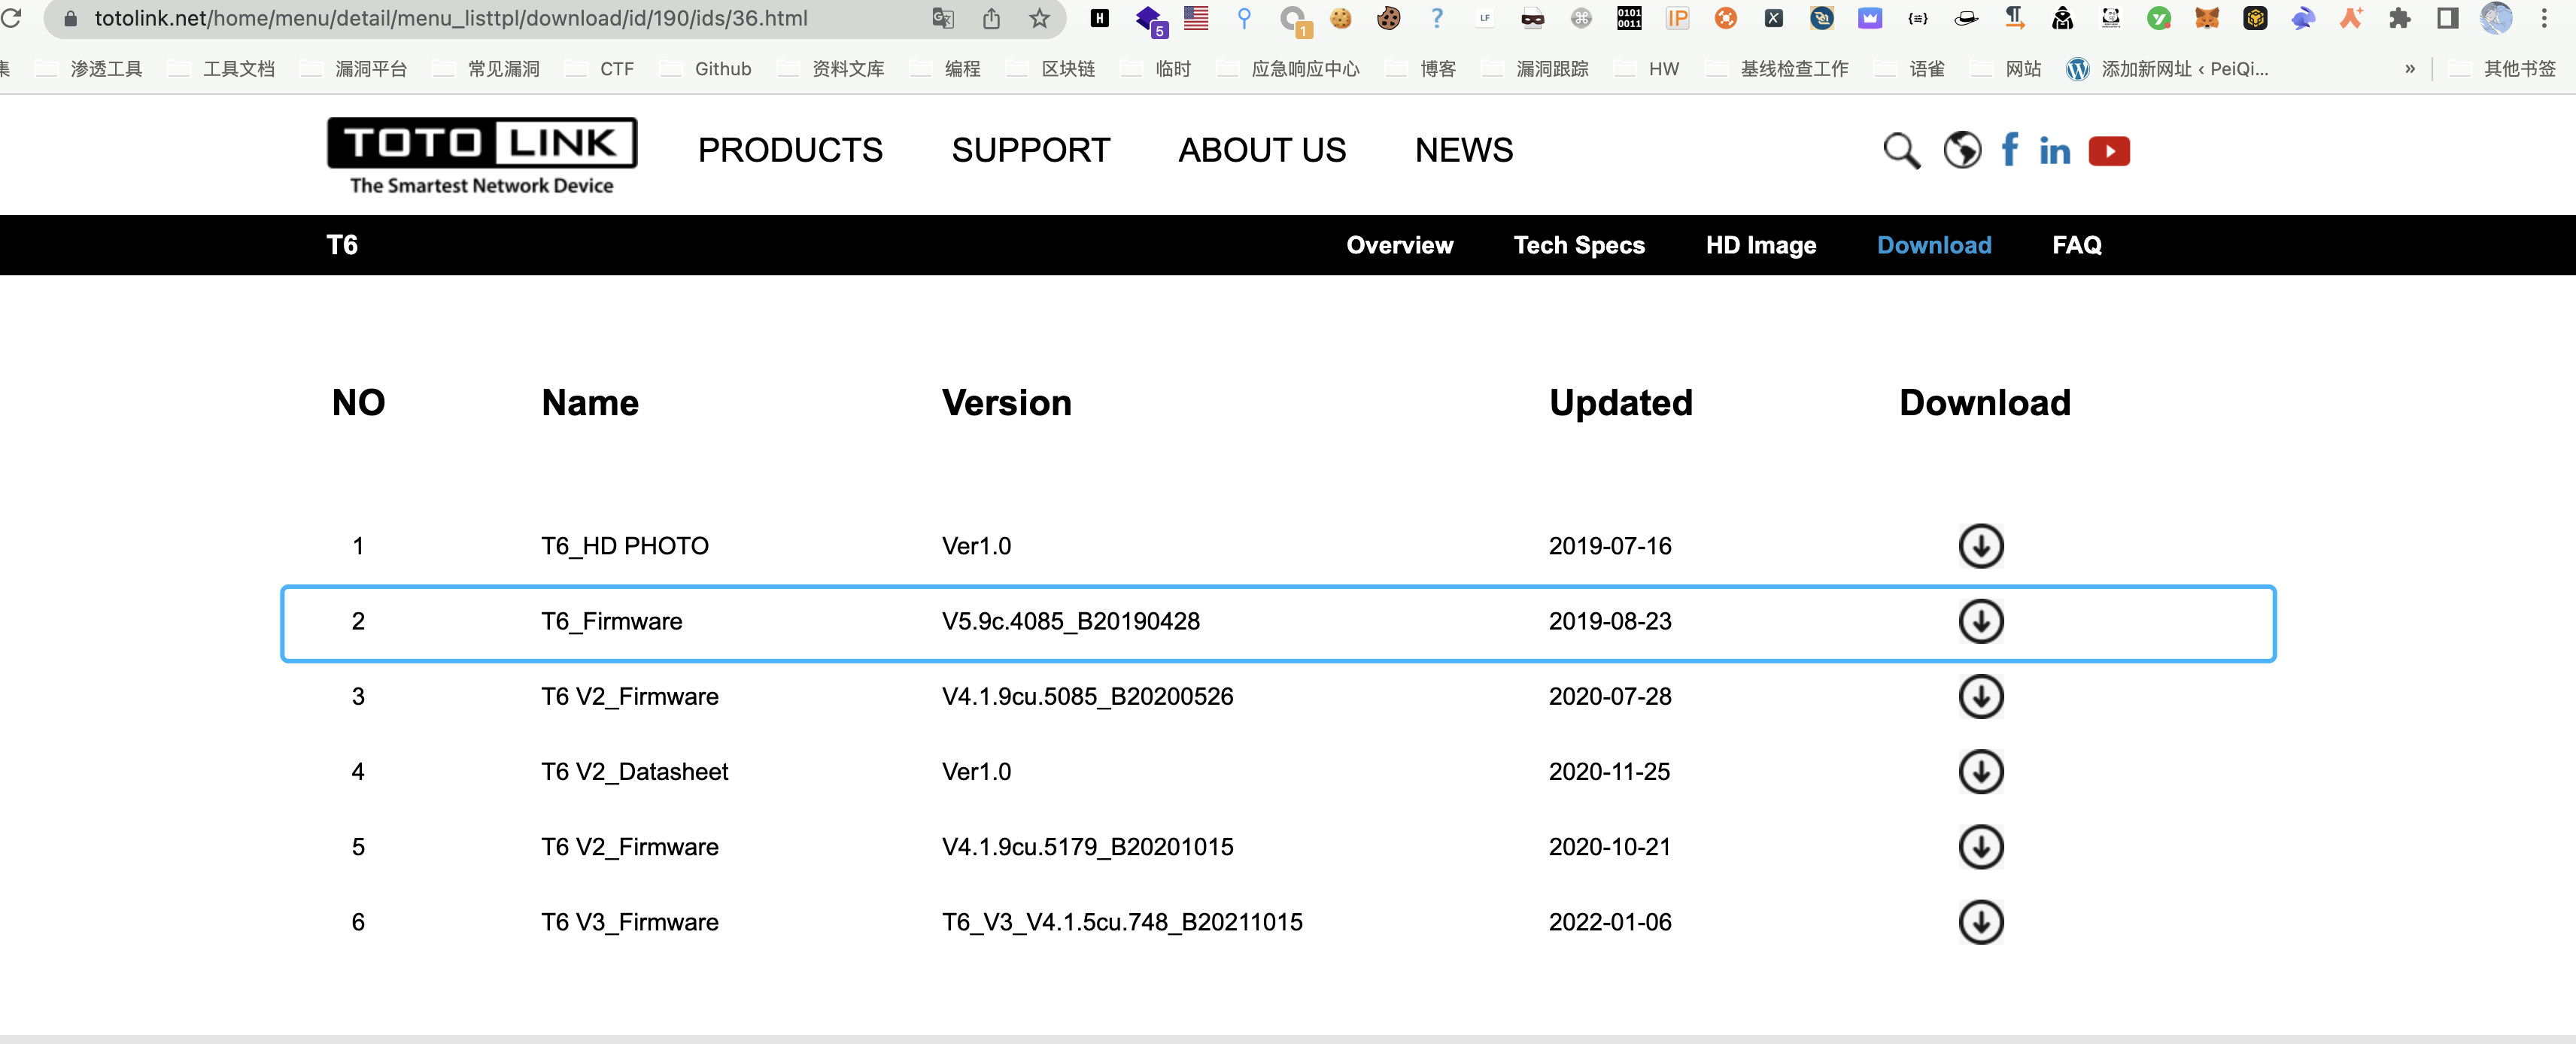 totolink.net/home/menu/detail/menu_listtpl/download/id/190/ids/36.html
集 渗透工具 工具文档 漏洞平台 常见漏洞 CTF Github 资料文库 编程 区块链 临时 应急响应中心 博客 漏洞跟踪 HW 基线检查工作 语雀 网站 添加新网址 ‹ PeiQi... » 其他书签
TOTO LINK PRODUCTS SUPPORT ABOUT US NEWS
The Smartest Network Device
T6 Overview Tech Specs HD Image Download FAQ
NO Name Version Updated Download
1 T6_HD PHOTO Ver1.0 2019-07-16
2 T6_Firmware V5.9c.4085_B20190428 2019-08-23
3 T6 V2_Firmware V4.1.9cu.5085_B20200526 2020-07-28
4 T6 V2_Datasheet Ver1.0 2020-11-25
5 T6 V2_Firmware V4.1.9cu.5179_B20201015 2020-10-21
6 T6 V3_Firmware T6_V3_V4.1.5cu.748_B20211015 2022-01-06